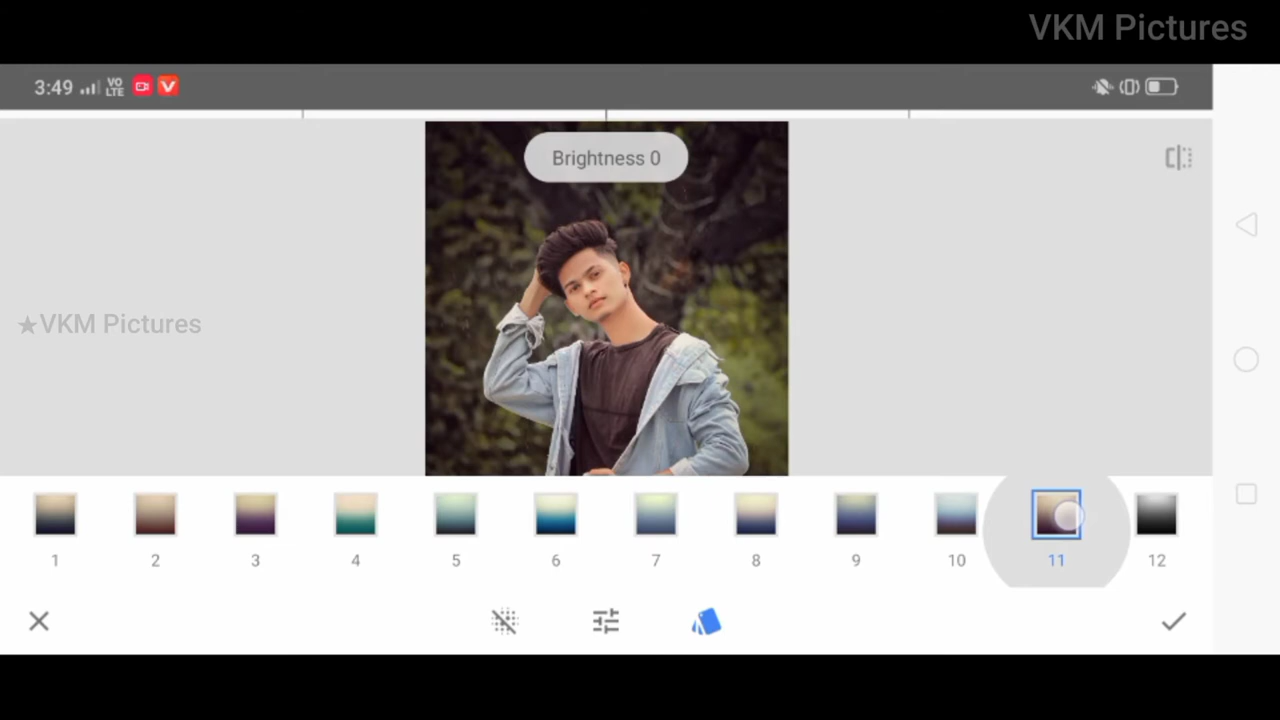 VKM Pictures
3:49 VO LTE
Brightness 0
★VKM Pictures
1 2 3 4 5 6 7 8 9 10 11 12